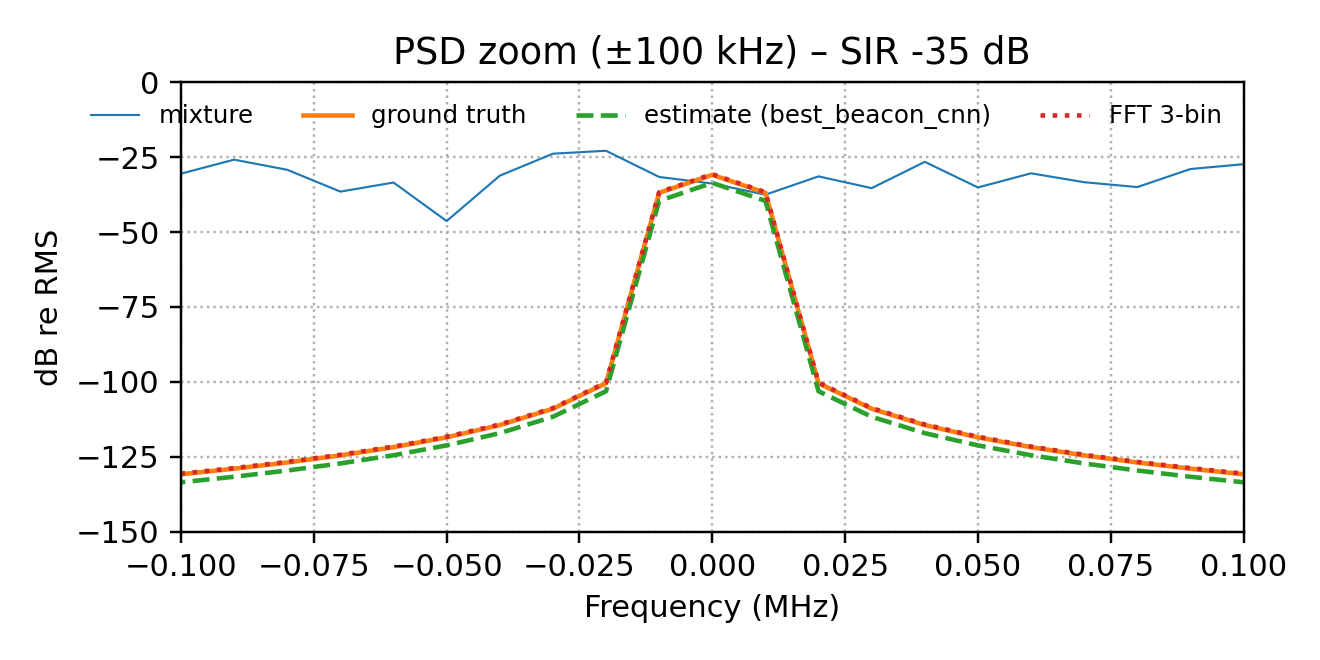 PSD zoom (±100 kHz) – SIR -35 dB
mixture ground truth estimate (best_beacon_cnn) FFT 3-bin
dB re RMS
0
−25
−50
−75
−100
−125
−150
−0.100 −0.075 −0.050 −0.025 0.000 0.025 0.050 0.075 0.100
Frequency (MHz)